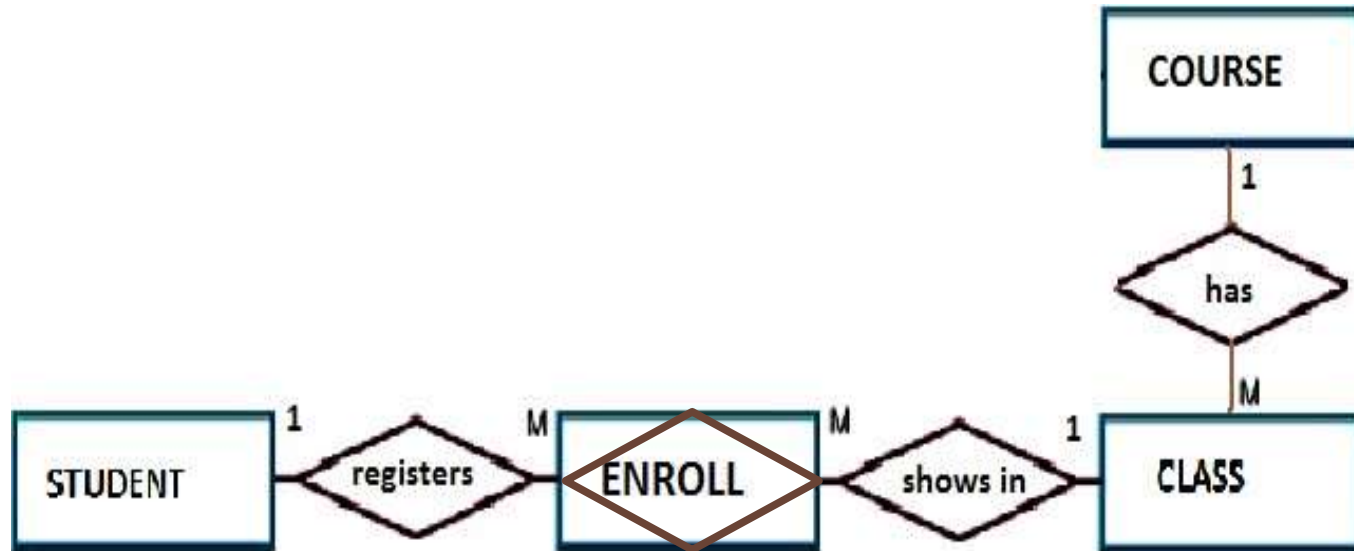 COURSE
1
has
M
STUDENT
1
registers
M
ENROLL
M
shows in
1
CLASS